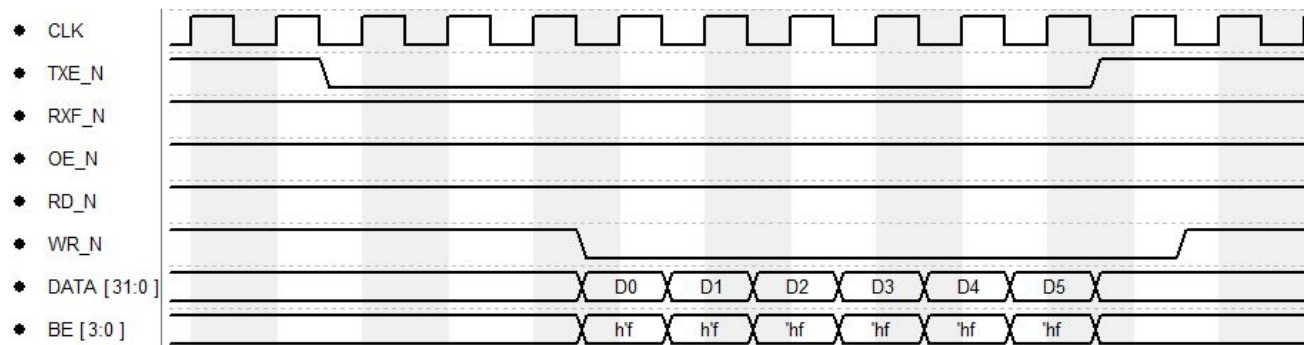 CLK
TXE_N
RXF_N
OE_N
RD_N
WR_N
DATA [31:0] D0 D1 D2 D3 D4 D5
BE [3:0] h'f h'f 'hf 'hf 'hf 'hf